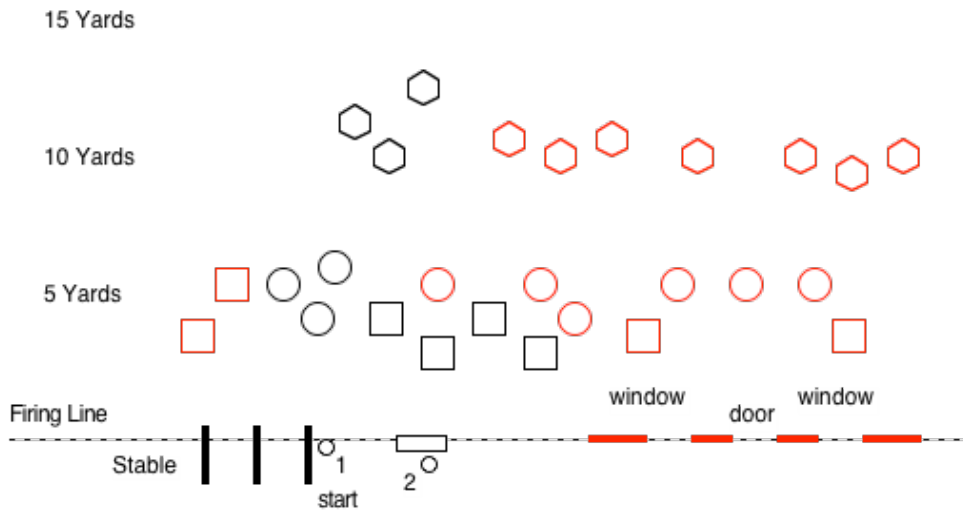 15 Yards
10 Yards
5 Yards
window
window
Firing Line
door
Stable
1
2
start